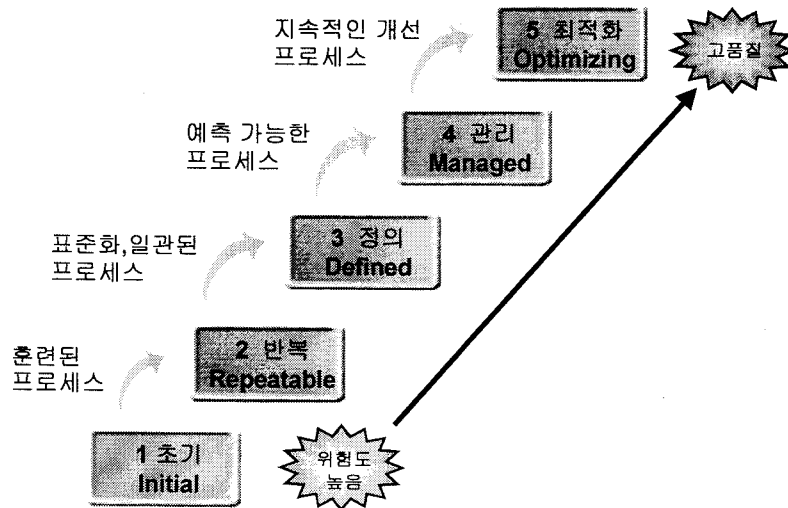 지속적인 개선
프로세스
5 최적화
Optimizing
고품질
예측 가능한
프로세스
4 관리
Managed
표준화,일관된
프로세스
3 정의
Defined
훈련된
프로세스
2 반복
Repeatable
1 초기
Initial
위험도
높음